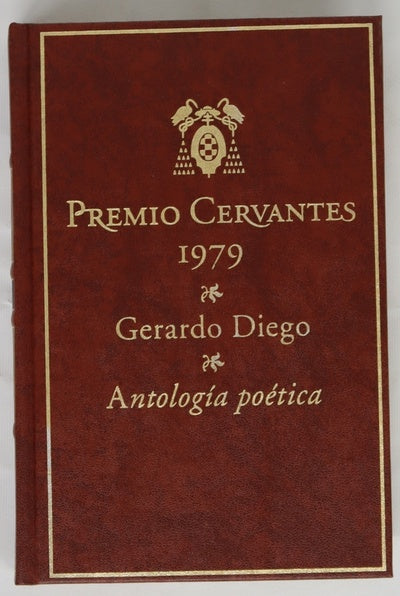 PREMIO CERVANTES
1979
Gerardo Diego
Antología poética